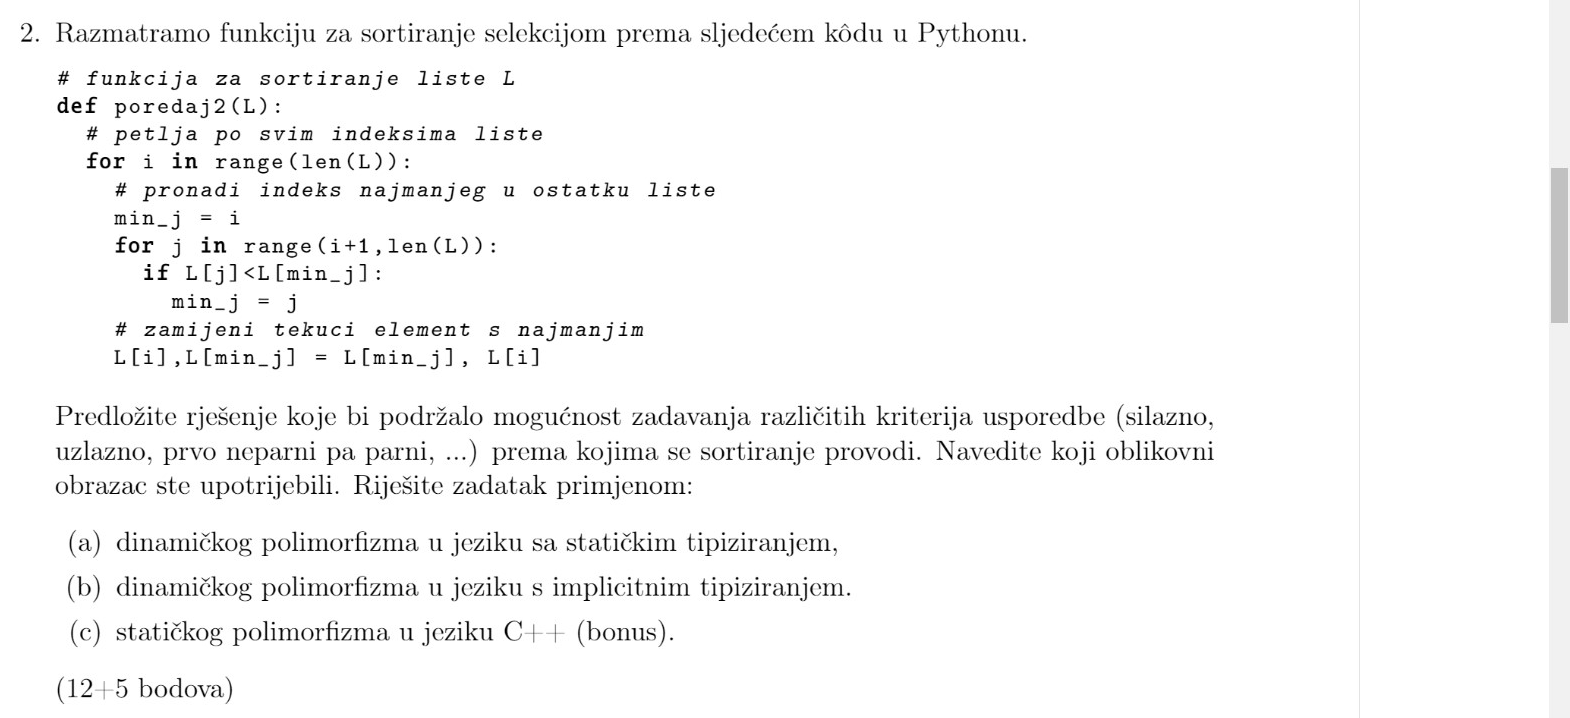 2. Razmatramo funkciju za sortiranje selekcijom prema sljedećem kôdu u Pythonu.
# funkcija za sortiranje liste L
def poredaj2(L):
  # petlja po svim indeksima liste
  for i in range(len(L)):
    # pronadi indeks najmanjeg u ostatku liste
    min_j = i
    for j in range(i+1,len(L)):
      if L[j]<L[min_j]:
        min_j = j
    # zamijeni tekuci element s najmanjim
    L[i],L[min_j] = L[min_j], L[i]
Predložite rješenje koje bi podržalo mogućnost zadavanja različitih kriterija usporedbe (silazno,
uzlazno, prvo neparni pa parni, ...) prema kojima se sortiranje provodi. Navedite koji oblikovni
obrazac ste upotrijebili. Riješite zadatak primjenom:
(a) dinamičkog polimorfizma u jeziku sa statičkim tipiziranjem,
(b) dinamičkog polimorfizma u jeziku s implicitnim tipiziranjem.
(c) statičkog polimorfizma u jeziku C++ (bonus).
(12+5 bodova)